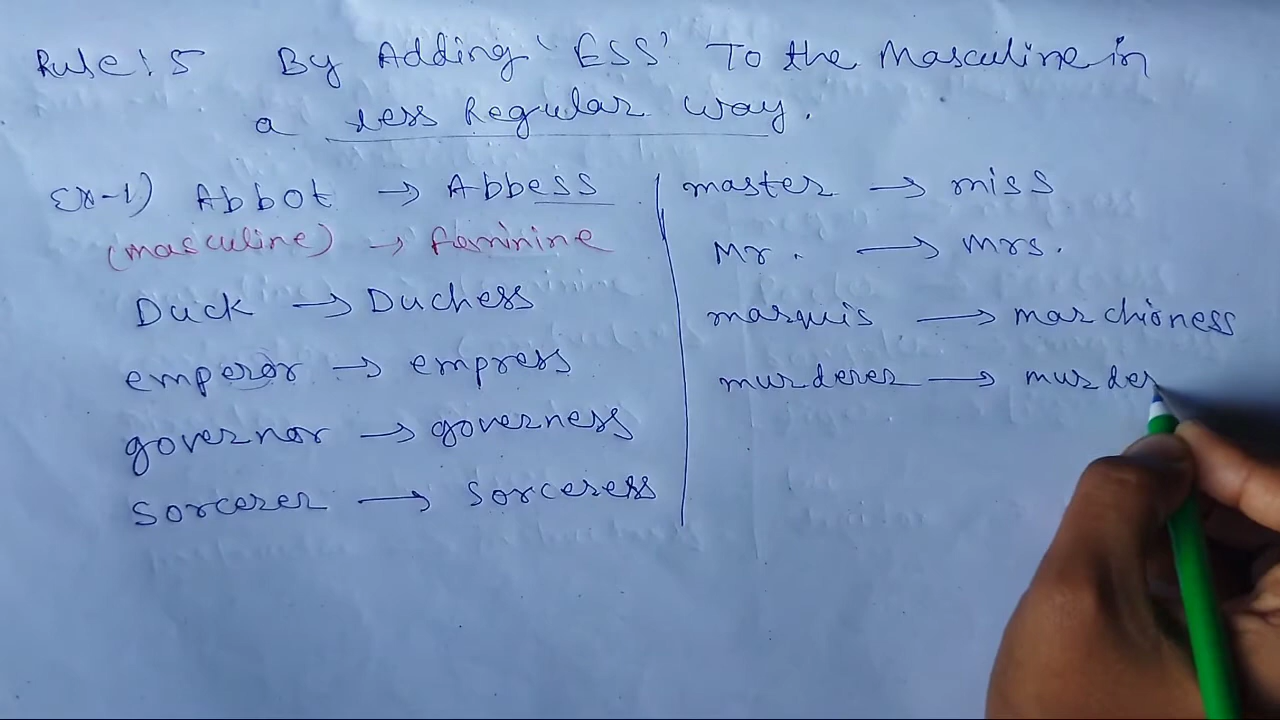 Rule: 5 By Adding 'ESS' To the Masculine in
a less Regular way.
Ex-1) Abbot → Abbess
(masculine) → feminine
Duck → Duchess
emperor → empress
governor → governess
Sorcerer → Sorceress
master → miss
Mr. → Mrs.
marquis → marchioness
murderer → murder